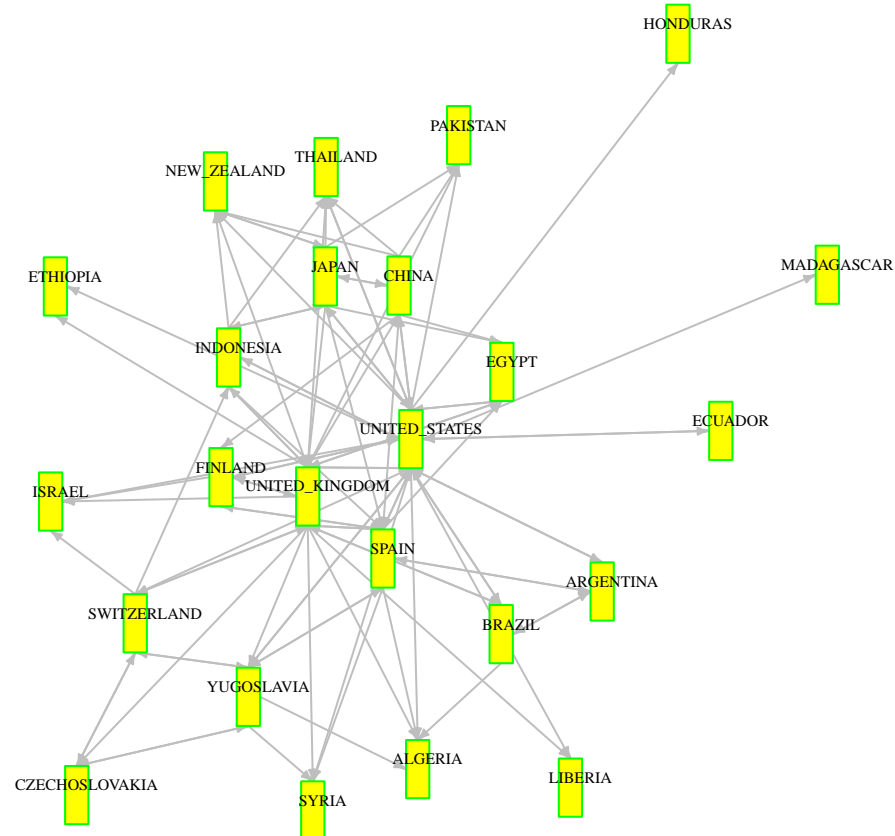 HONDURAS
PAKISTAN
THAILAND
NEW_ZEALAND
MADAGASCAR
JAPAN
CHINA
ETHIOPIA
INDONESIA
EGYPT
ECUADOR
UNITED_STATES
FINLAND
UNITED_KINGDOM
ISRAEL
SPAIN
ARGENTINA
SWITZERLAND
BRAZIL
YUGOSLAVIA
ALGERIA
LIBERIA
CZECHOSLOVAKIA
SYRIA